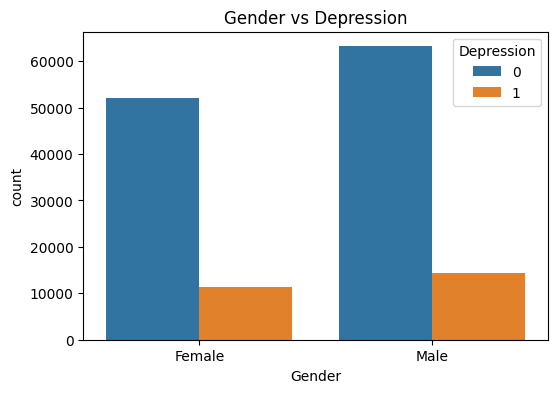 Gender vs Depression
Depression
0
1
60000
50000
40000
30000
20000
10000
0
count
Female Male
Gender